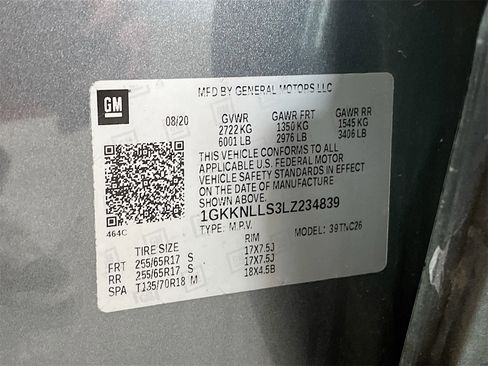 MFD BY GENERAL MOTORS LLC
GM
08/20 GVWR GAWR FRT GAWR RR
2722 KG 1350 KG 1545 KG
6001 LB 2976 LB 3406 LB
THIS VEHICLE CONFORMS TO ALL
APPLICABLE U.S. FEDERAL MOTOR
VEHICLE SAFETY STANDARDS IN EFFECT
ON THE DATE OF MANUFACTURE
SHOWN ABOVE.
1GKKNLLS3LZ234839
464C TYPE: M.P.V. MODEL: 39TNC26
TIRE SIZE RIM
FRT 255/65R17 S 17X7.5J
RR 255/65R17 S 17X7.5J
SPA T135/70R18 M 18X4.5B